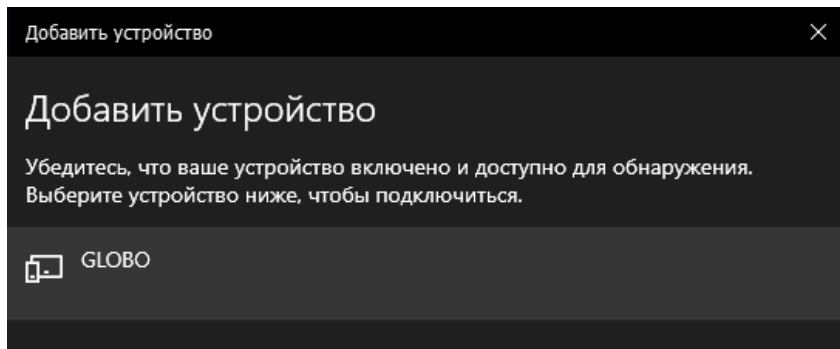 Добавить устройство
Добавить устройство
Убедитесь, что ваше устройство включено и доступно для обнаружения.
Выберите устройство ниже, чтобы подключиться.
GLOBO